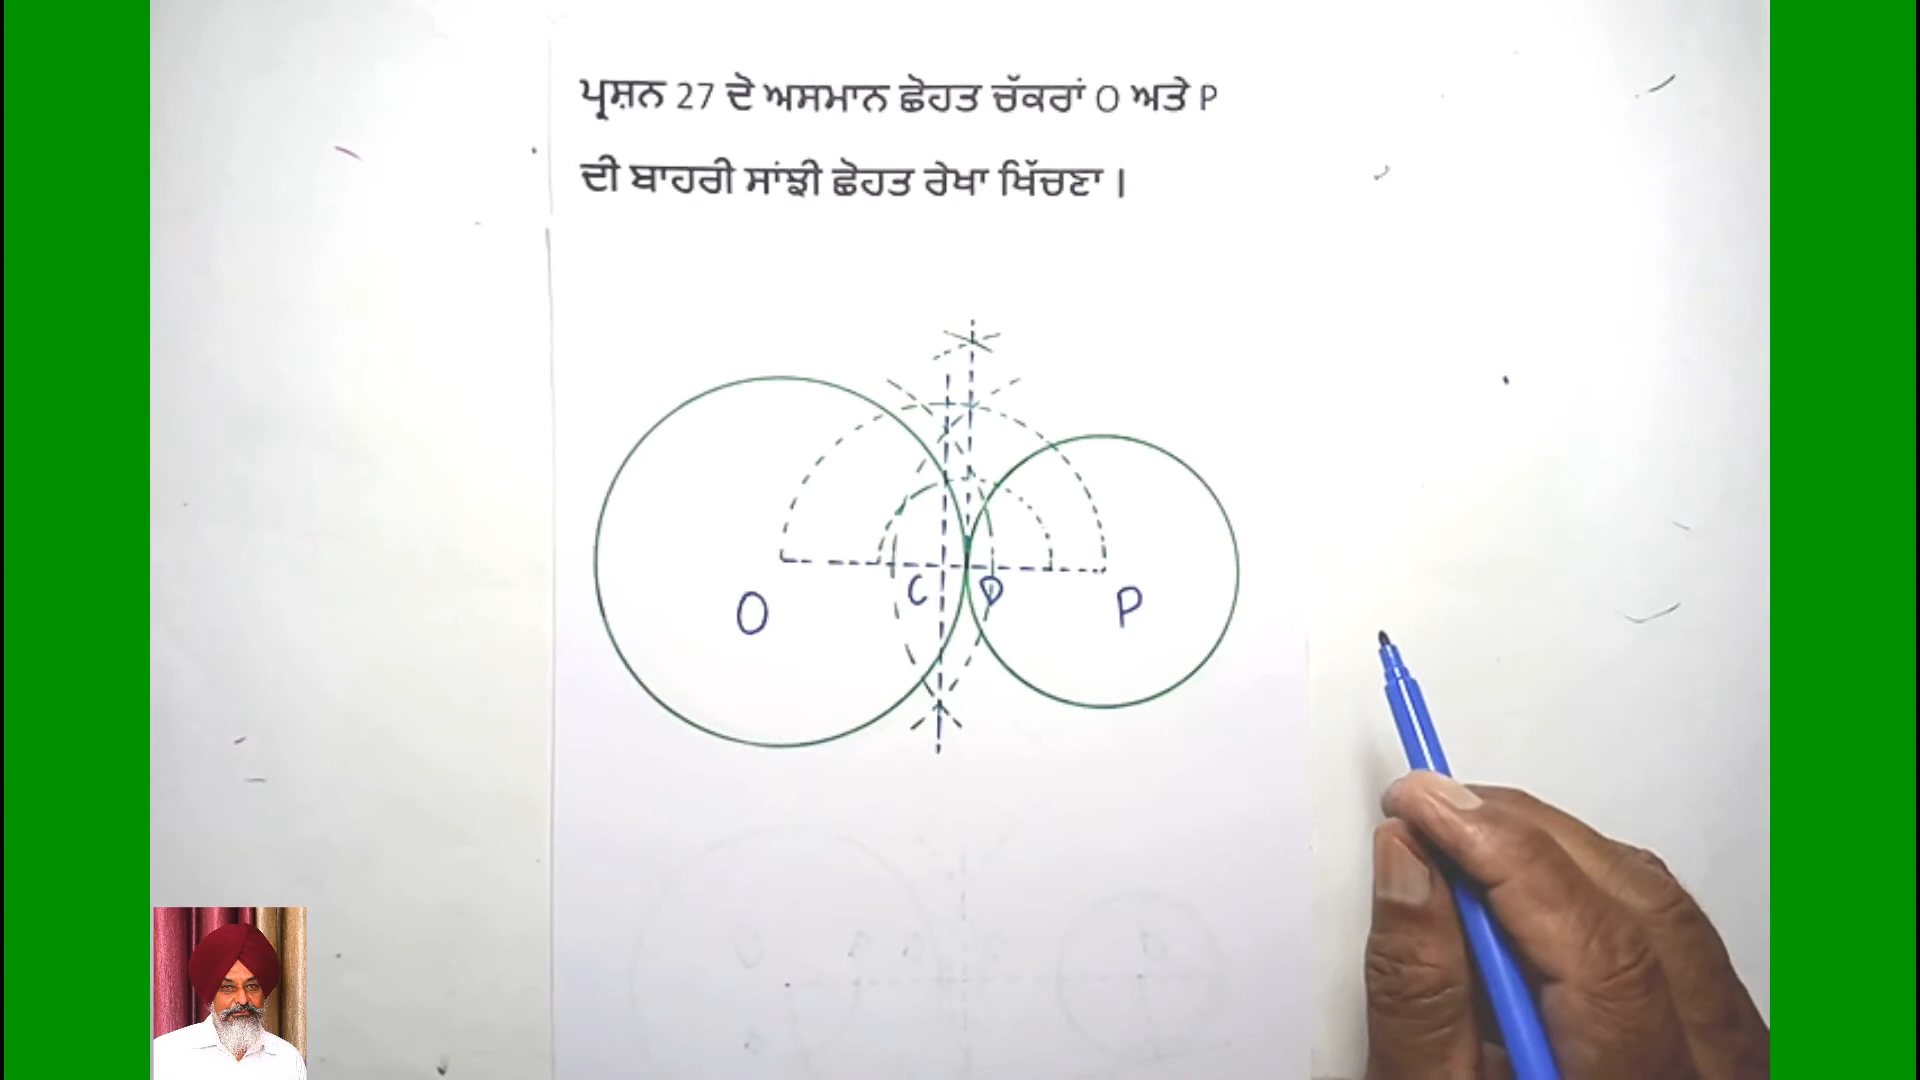 ਪ੍ਰਸ਼ਨ 27 ਦੋ ਅਸਮਾਨ ਛੋਹਤ ਚੱਕਰਾਂ O ਅਤੇ P
ਦੀ ਬਾਹਰੀ ਸਾਂਝੀ ਛੋਹਤ ਰੇਖਾ ਖਿੱਚਣਾ ।
C D
O P